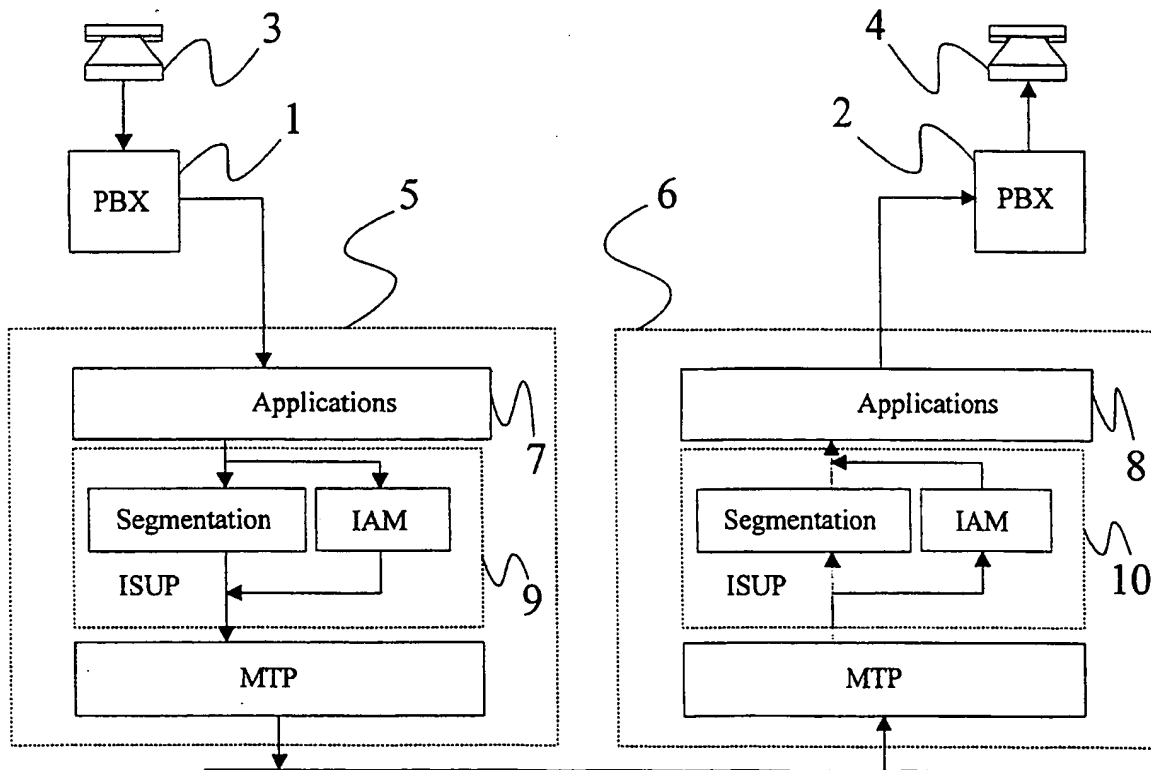 3
4
1
2
PBX
PBX
5
6
Applications
Applications
7
8
Segmentation
IAM
Segmentation
IAM
ISUP
9
ISUP
10
MTP
MTP